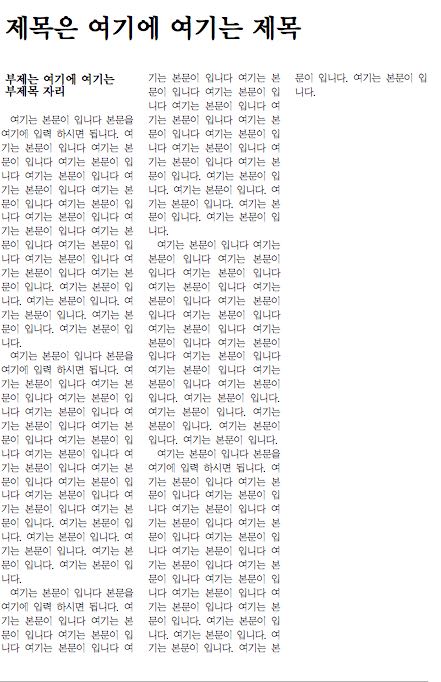 제목은 여기에 여기는 제목
부제는 여기에 여기는
부제목 자리
여기는 본문이 입니다 본문을
여기에 입력 하시면 됩니다. 여
기는 본문이 입니다 여기는 본
문이 입니다 여기는 본문이 입
니다 여기는 본문이 입니다 여
기는 본문이 입니다 여기는 본
문이 입니다 여기는 본문이 입
니다 여기는 본문이 입니다 여
기는 본문이 입니다 여기는 본
문이 입니다 여기는 본문이 입
니다 여기는 본문이 입니다 여
기는 본문이 입니다 여기는 본
문이 입니다. 여기는 본문이 입
니다. 여기는 본문이 입니다. 여
기는 본문이 입니다. 여기는 본
문이 입니다. 여기는 본문이 입
니다.
여기는 본문이 입니다 본문을
여기에 입력 하시면 됩니다. 여
기는 본문이 입니다 여기는 본
문이 입니다 여기는 본문이 입
니다 여기는 본문이 입니다 여
기는 본문이 입니다 여기는 본
문이 입니다 여기는 본문이 입
니다 여기는 본문이 입니다 여
기는 본문이 입니다 여기는 본
문이 입니다 여기는 본문이 입
니다 여기는 본문이 입니다 여
기는 본문이 입니다 여기는 본
문이 입니다. 여기는 본문이 입
니다. 여기는 본문이 입니다. 여
기는 본문이 입니다. 여기는 본
문이 입니다. 여기는 본문이 입
니다.
여기는 본문이 입니다 본문을
여기에 입력 하시면 됩니다. 여
기는 본문이 입니다 여기는 본
문이 입니다 여기는 본문이 입
니다 여기는 본문이 입니다 여
기는 본문이 입니다 여기는 본
문이 입니다 여기는 본문이 입
니다 여기는 본문이 입니다 여
기는 본문이 입니다 여기는 본
문이 입니다 여기는 본문이 입
니다 여기는 본문이 입니다 여
기는 본문이 입니다 여기는 본
문이 입니다. 여기는 본문이 입
니다. 여기는 본문이 입니다. 여
기는 본문이 입니다. 여기는 본
문이 입니다. 여기는 본문이 입
니다.
여기는 본문이 입니다 여기는
본문이 입니다 여기는 본문이
입니다 여기는 본문이 입니다
여기는 본문이 입니다 여기는
본문이 입니다 여기는 본문이
입니다 여기는 본문이 입니다
여기는 본문이 입니다 여기는
본문이 입니다 여기는 본문이
입니다 여기는 본문이 입니다
여기는 본문이 입니다 여기는
본문이 입니다. 여기는 본문이
입니다. 여기는 본문이 입니다.
여기는 본문이 입니다. 여기는
본문이 입니다. 여기는 본문이
입니다. 여기는 본문이 입니다.
여기는 본문이 입니다 본문을
여기에 입력 하시면 됩니다. 여
기는 본문이 입니다 여기는 본
문이 입니다 여기는 본문이 입
니다 여기는 본문이 입니다 여
기는 본문이 입니다 여기는 본
문이 입니다 여기는 본문이 입
니다 여기는 본문이 입니다 여
기는 본문이 입니다 여기는 본
문이 입니다 여기는 본문이 입
니다 여기는 본문이 입니다 여
기는 본문이 입니다 여기는 본
문이 입니다. 여기는 본문이 입
니다. 여기는 본문이 입니다. 여
기는 본문이 입니다. 여기는 본
문이 입니다. 여기는 본문이 입
니다.